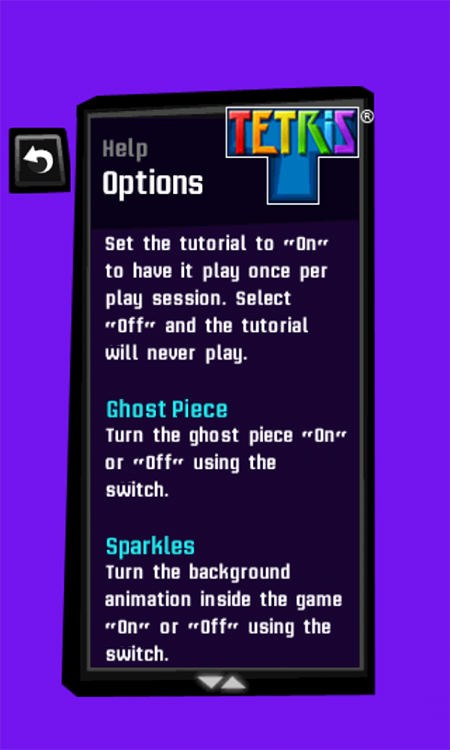 TETRIS®
Help
Options
Set the tutorial to “On“
to have it play once per
play session. Select
“Off“ and the tutorial
will never play.
Ghost Piece
Turn the ghost piece “On“
or “Off“ using the
switch.
Sparkles
Turn the background
animation inside the game
“On“ or “Off“ using the
switch.